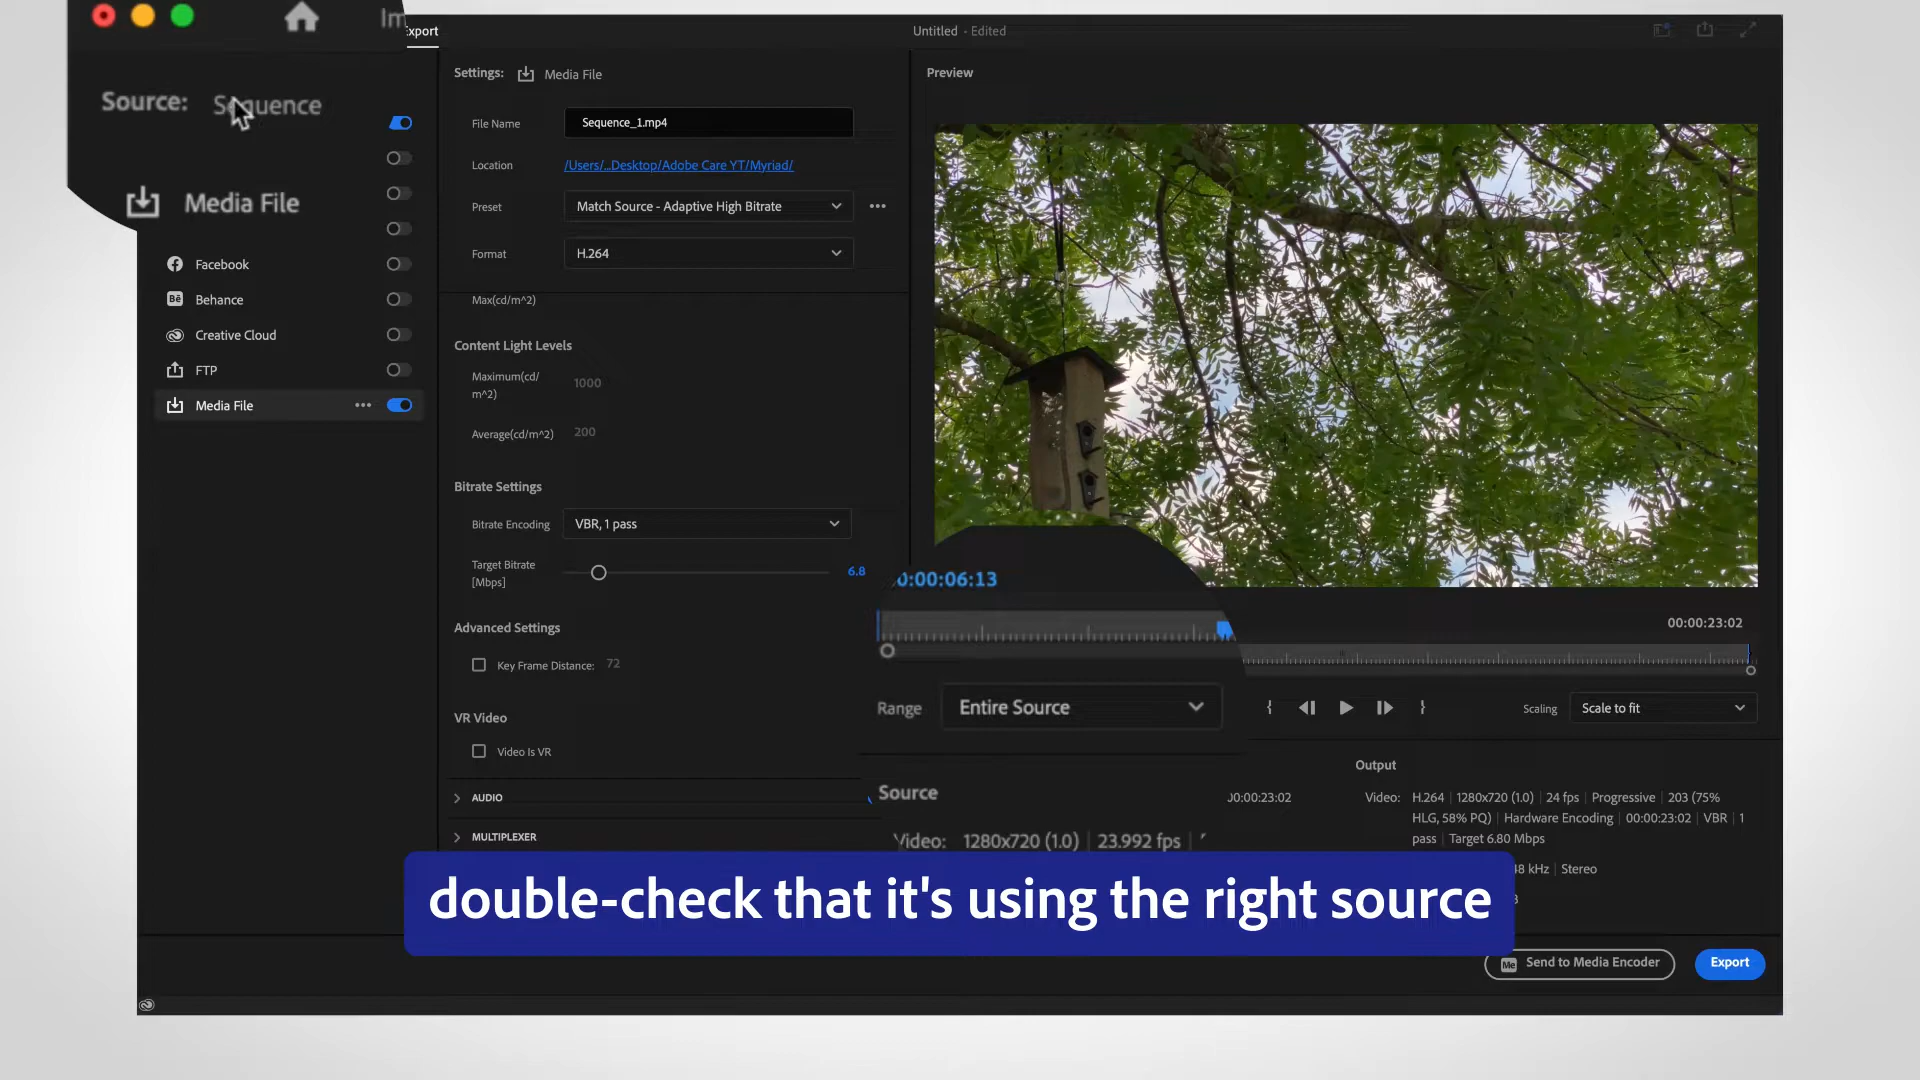 Export
Untitled - Edited
Source: Sequence
Media File
Facebook
Behance
Creative Cloud
FTP
Media File
Settings: Media File
File Name Sequence_1.mp4
Location /Users/...Desktop/Adobe Care YT/Myriad/
Preset Match Source - Adaptive High Bitrate
Format H.264
Max(cd/m^2)
Content Light Levels
Maximum(cd/
m^2) 1000
Average(cd/m^2) 200
Bitrate Settings
Bitrate Encoding VBR, 1 pass
Target Bitrate
[Mbps] 6.8
Advanced Settings
Key Frame Distance: 72
VR Video
Video Is VR
AUDIO
MULTIPLEXER
Preview
0:00:06:13
00:00:23:02
Range Entire Source
Scaling Scale to fit
Source
00:00:23:02
Video: 1280x720 (1.0) | 23.992 fps |
Output
Video: H.264 | 1280x720 (1.0) | 24 fps | Progressive | 203 (75%
HLG, 58% PQ) | Hardware Encoding | 00:00:23:02 | VBR | 1
pass | Target 6.80 Mbps
48 kHz | Stereo
double-check that it's using the right source
Me Send to Media Encoder
Export